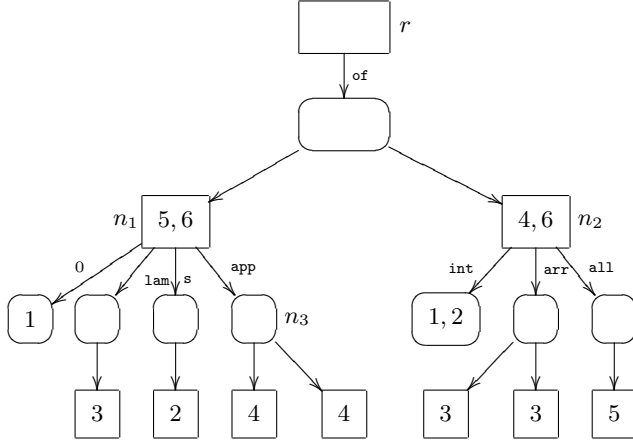 r
of
n₁ 5, 6 4, 6 n₂
0 lam s app int arr all
1 n₃ 1, 2
3 2 4 4 3 3 5